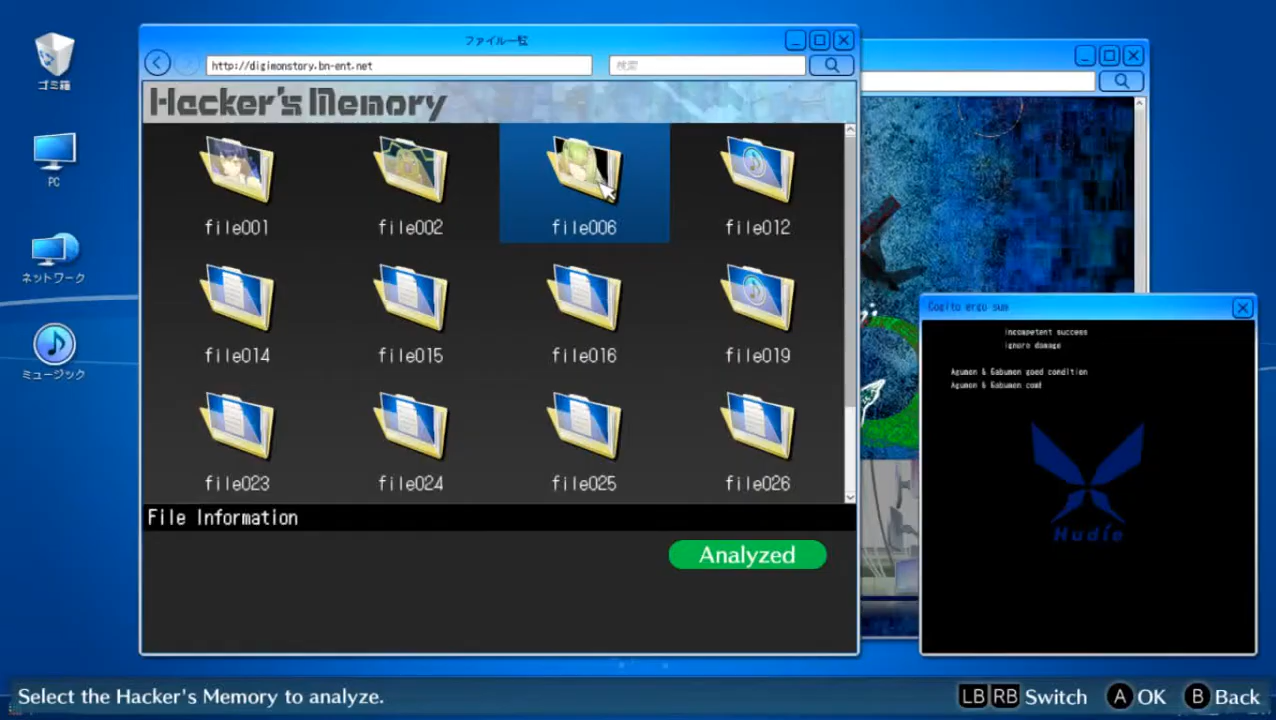 ゴミ箱
PC
ネットワーク
ミュージック
ファイル一覧
http://digimonstory.bn-ent.net
検索
Hacker's Memory
file001
file002
file006
file012
file014
file015
file016
file019
file023
file024
file025
file026
File Information
Analyzed
Cogito ergo sum
incompetent success
ignore damage
Agumon & Gabumon good condition
Agumon & Gabumon comf
Hudie
Select the Hacker's Memory to analyze.
LB RB Switch A OK B Back